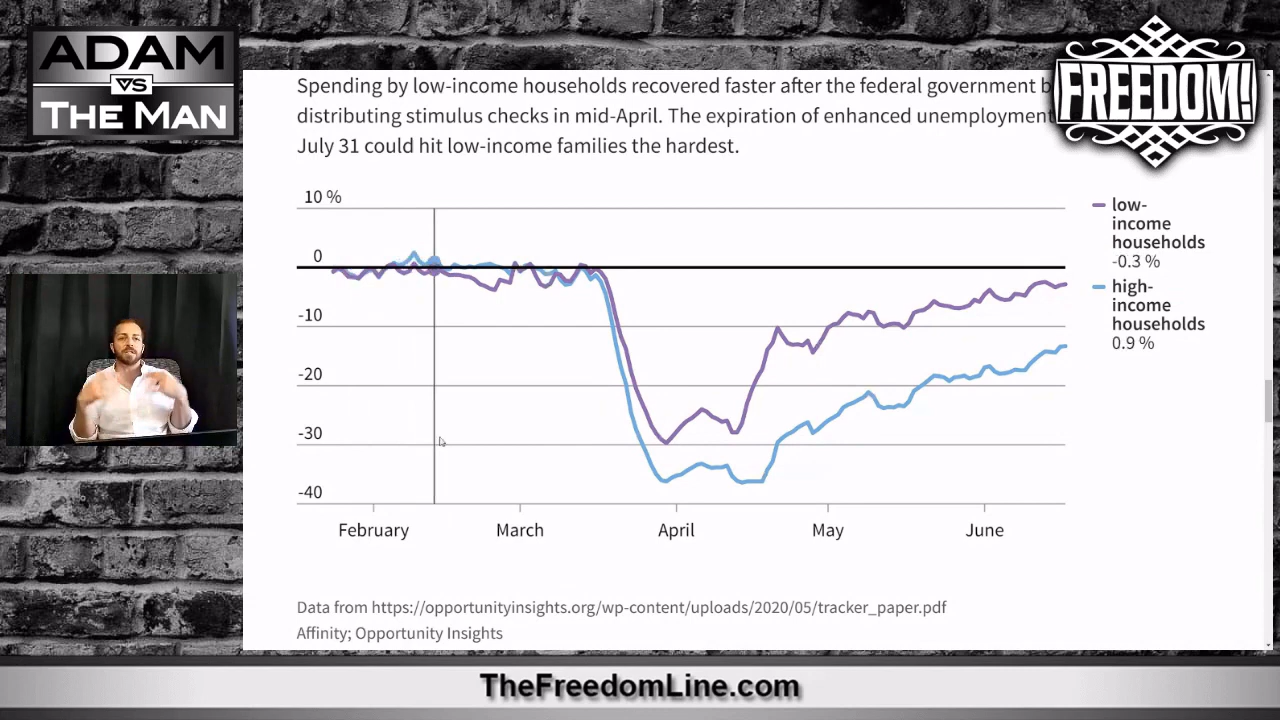 ADAM
VS
THE MAN
FREEDOM!
Spending by low-income households recovered faster after the federal government
distributing stimulus checks in mid-April. The expiration of enhanced unemployment
July 31 could hit low-income families the hardest.
10 %
0
-10
-20
-30
-40
February March April May June
low-
income
households
-0.3 %
high-
income
households
0.9 %
Data from https://opportunityinsights.org/wp-content/uploads/2020/05/tracker_paper.pdf
Affinity; Opportunity Insights
TheFreedomLine.com